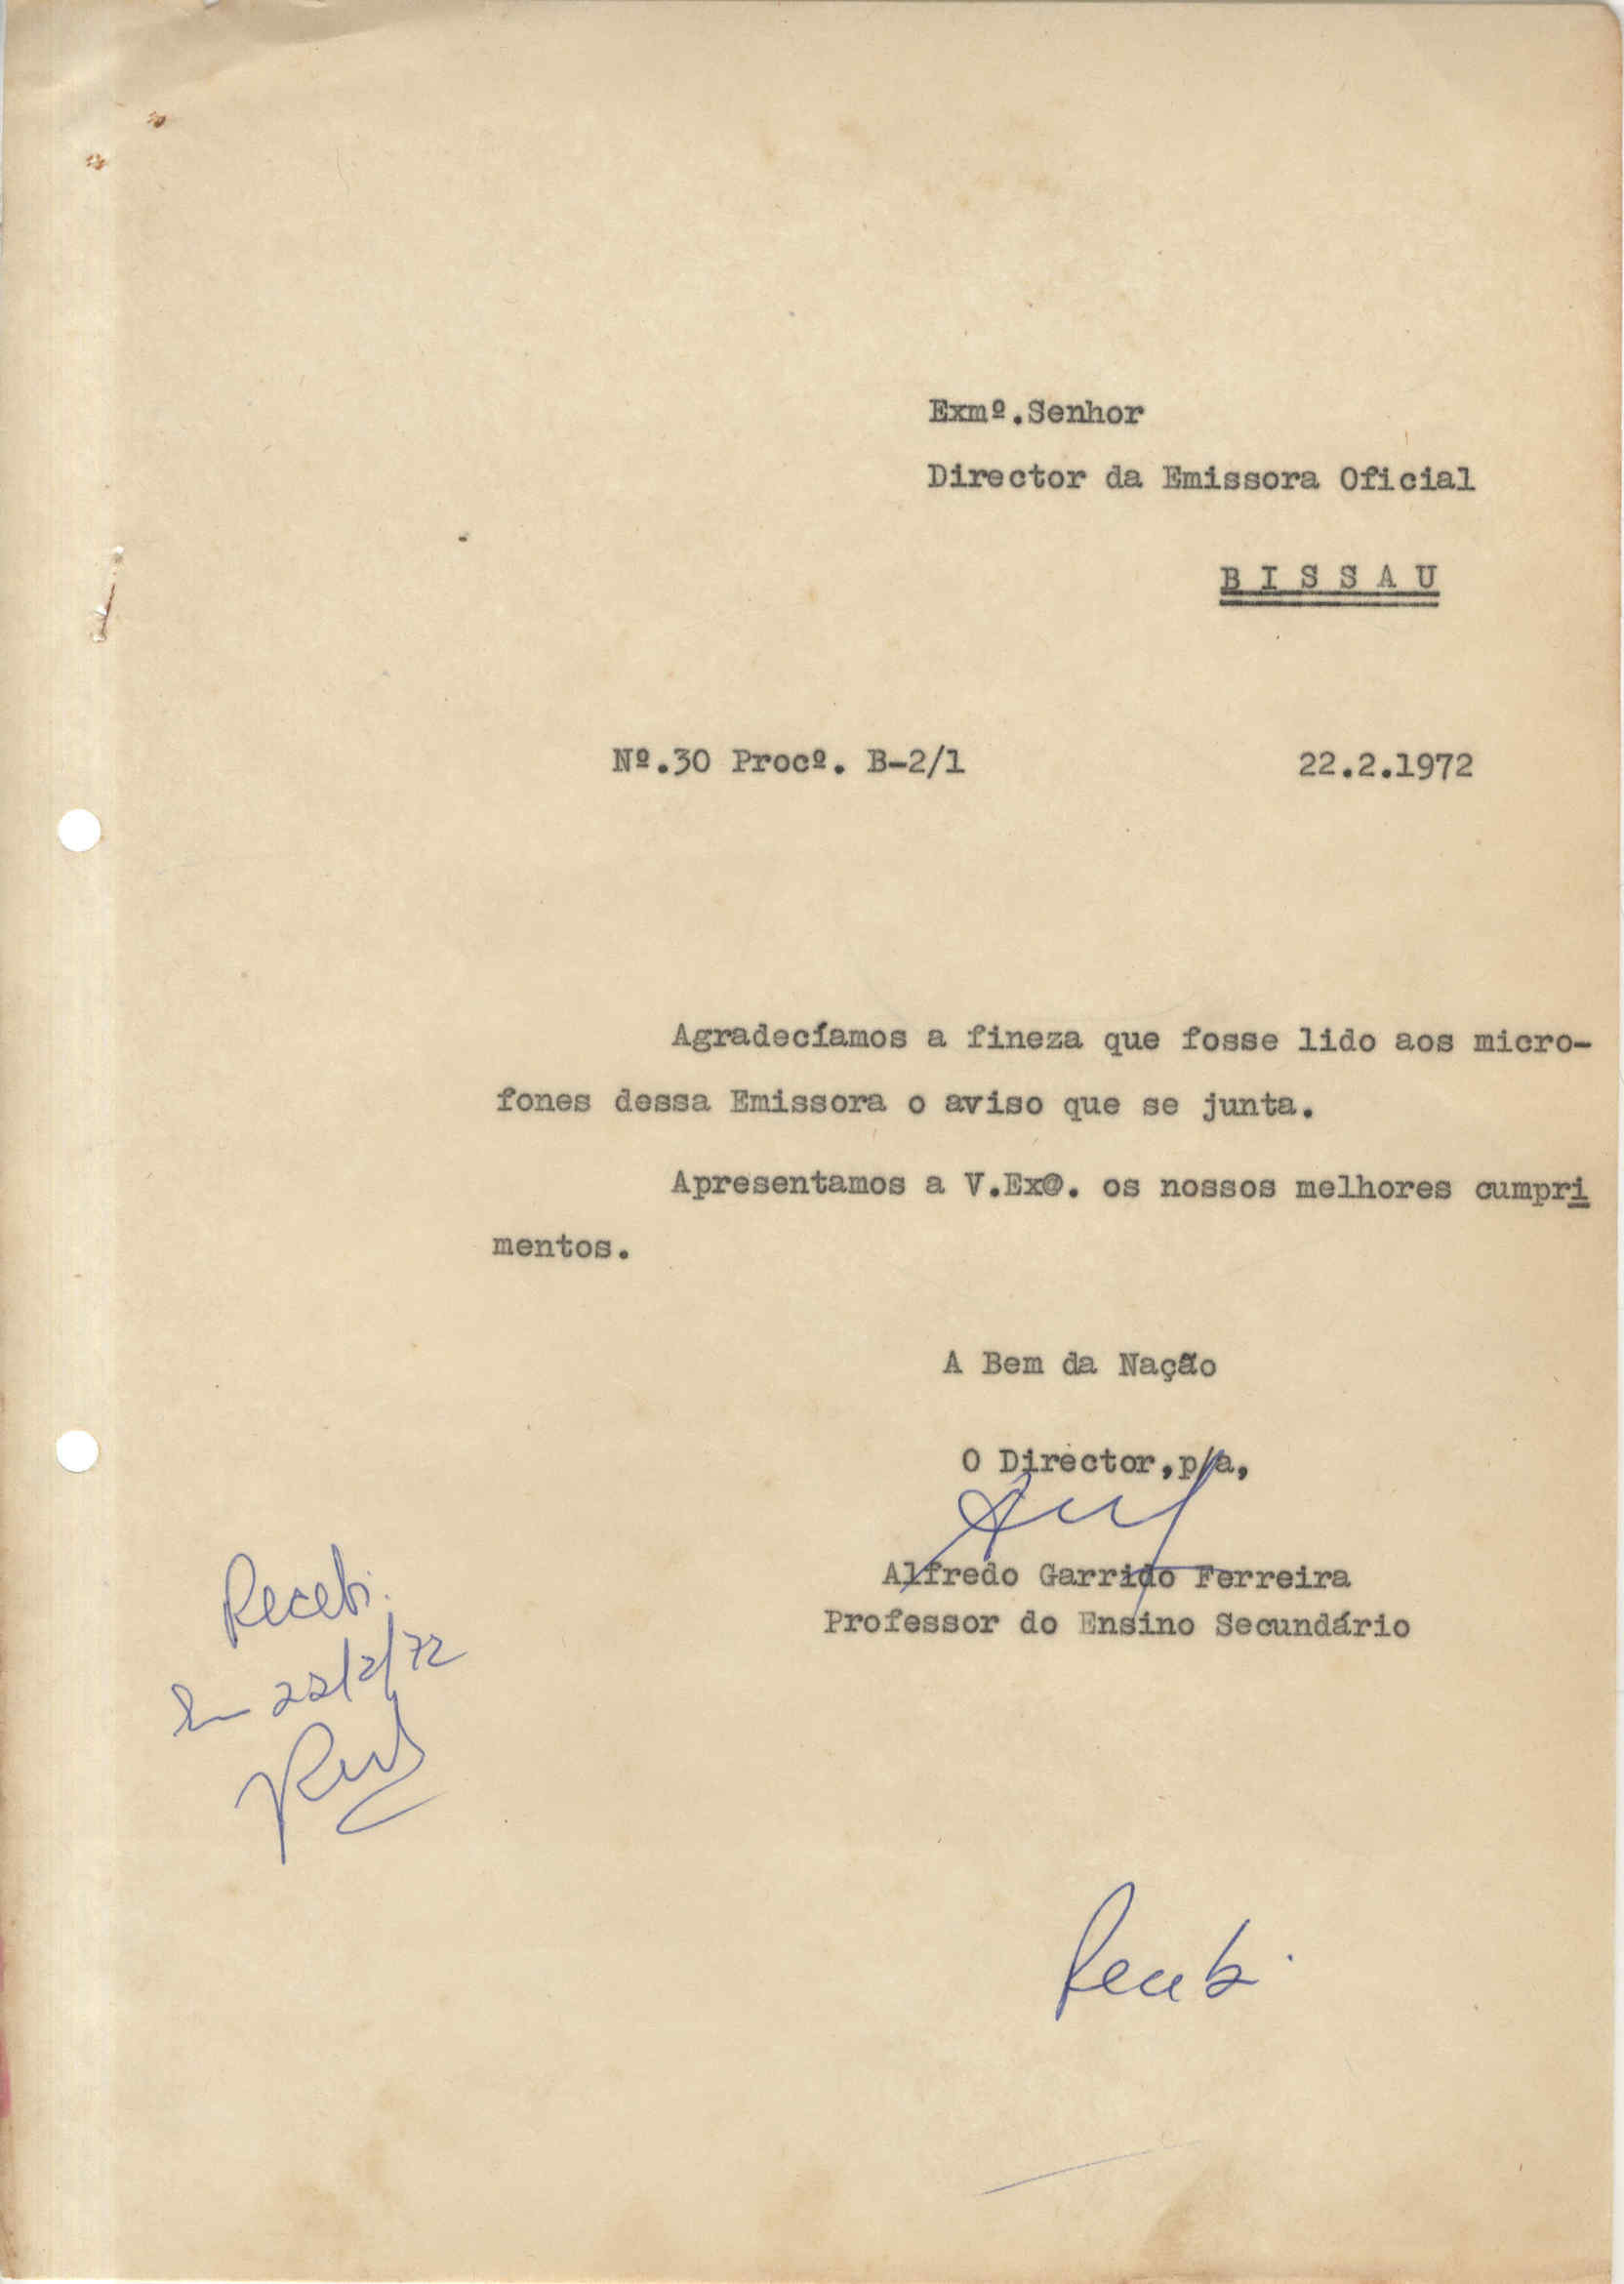 Exmº.Senhor
Director da Emissora Oficial
B I S S A U
Nº.30 Procº. B-2/1 22.2.1972
Agradecíamos a fineza que fosse lido aos micro-
fones dessa Emissora o aviso que se junta.
Apresentamos a V.Ex@. os nossos melhores cumpri
mentos.
A Bem da Nação
O Director,p/a,
Alfredo Garrido Ferreira
Professor do Ensino Secundário
Recebi.
Em 22/2/72
Recebi.